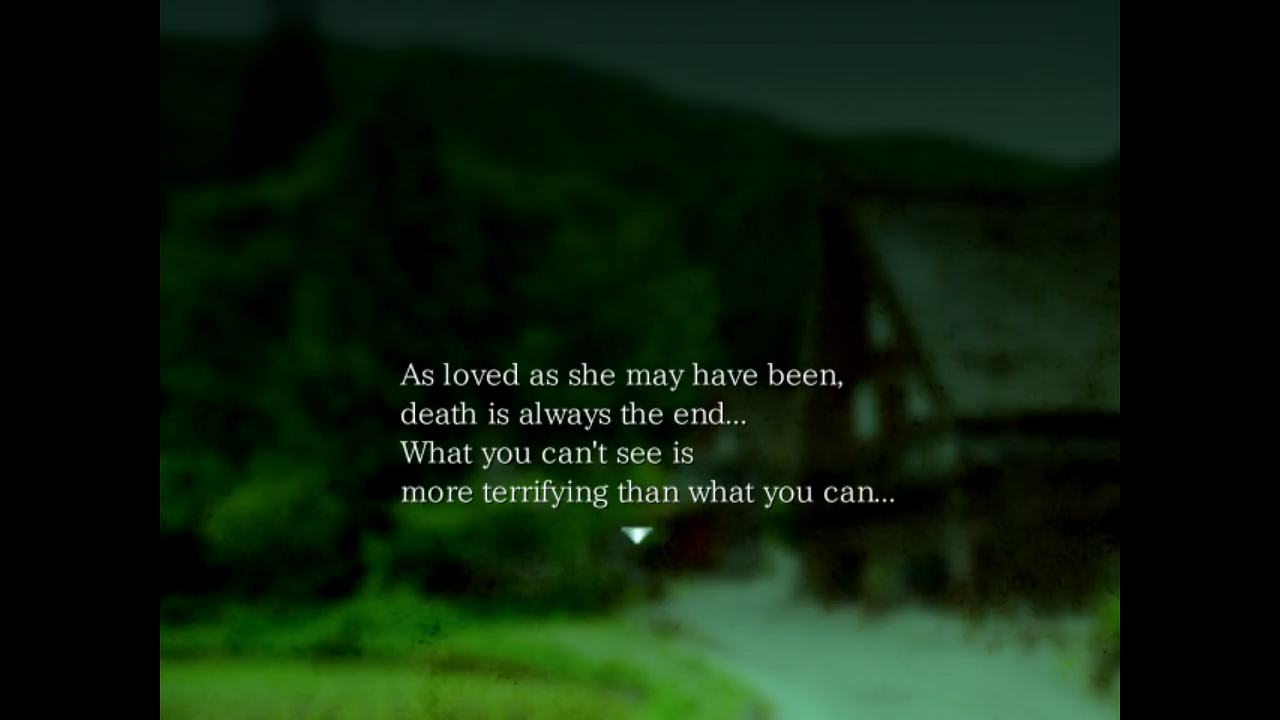 As loved as she may have been,
death is always the end...
What you can't see is
more terrifying than what you can...